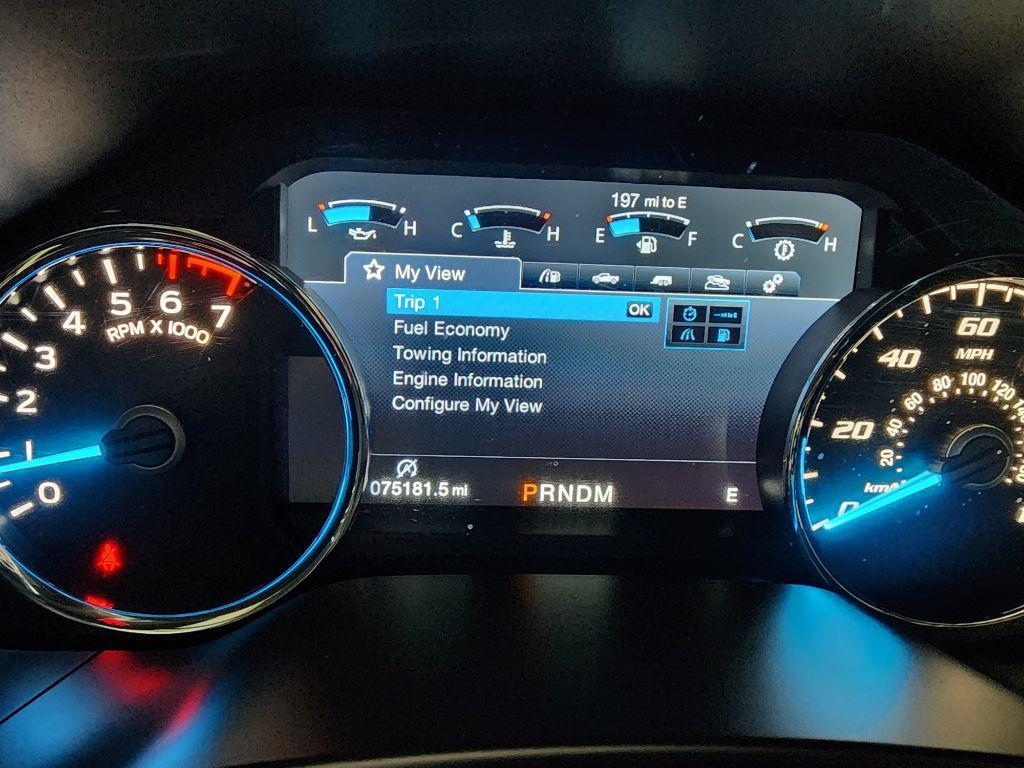 197 mi to E
L H
C H
E F
C H
My View
Trip 1 OK
Fuel Economy
Towing Information
Engine Information
Configure My View
075181.5 mi
PRNDM
E
0
1
2
3
4
5
6
7
RPM X 1000
0
20
40
60
MPH
20
40
60
80
100
120
km/